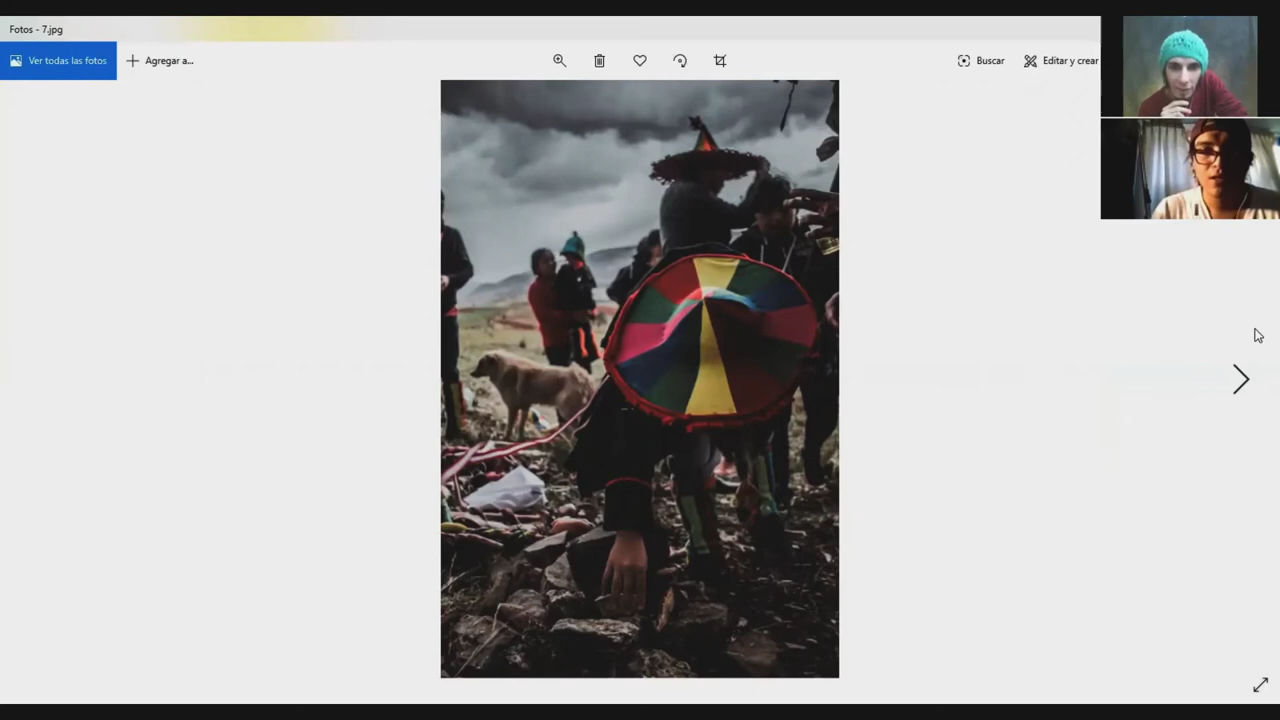 Fotos - 7.jpg
Ver todas las fotos
Agregar a...
Buscar
Editar y crear